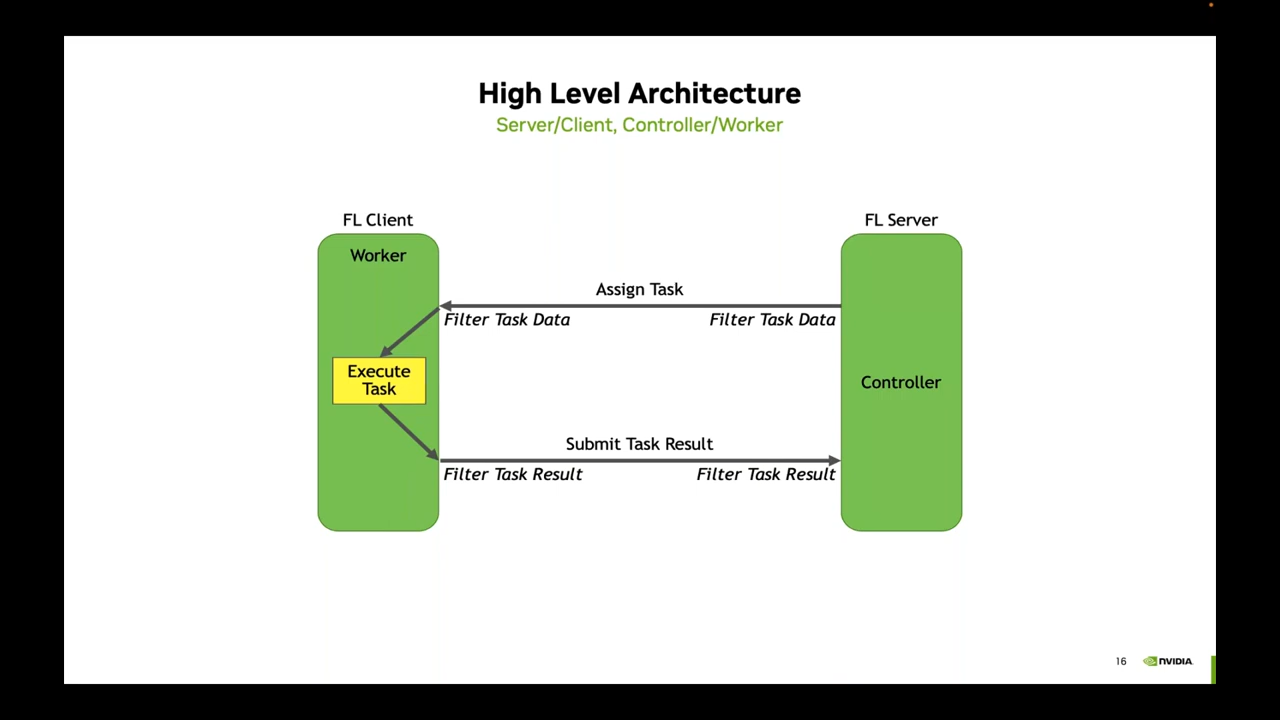 High Level Architecture
Server/Client, Controller/Worker
FL Client
FL Server
Worker
Assign Task
Filter Task Data
Filter Task Data
Execute
Task
Controller
Submit Task Result
Filter Task Result
Filter Task Result
16
NVIDIA